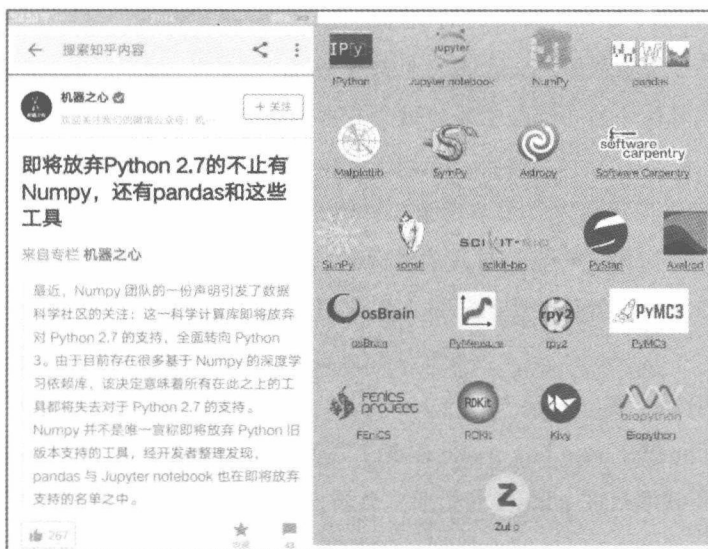 搜索知乎内容
机器之心
+ 关注
即将放弃Python 2.7的不止有
Numpy，还有pandas和这些
工具
来自专栏 机器之心
最近，Numpy 团队的一份声明引发了数据
科学社区的关注：这一科学计算库即将放弃
对 Python 2.7 的支持、全面转向 Python
3。由于目前存在很多基于 Numpy 的深度学
习依赖库，该决定意味着所有在此之上的工
具都将失去对于 Python 2.7 的支持。
Numpy 并不是唯一宣称即将放弃 Python 旧
版本支持的工具，经开发者整理发现，
pandas 与 Jupyter notebook 也在即将放弃
支持的名单之中。
267
IP[y]
jupyter
IPython
Jupyter notebook
NumPy
pandas
software
carpentry
Matplotlib
SymPy
Astropy
Software Carpentry
SunPy
xonsh
scikit-bio
PyStan
Axelrod
osBrain
rpy2
PyMC3
osBrain
PyMeasure
rpy2
PyMC3
FENICS
PROJECT
RDKit
biopython
FEniCS
RDKit
Kivy
Biopython
Z